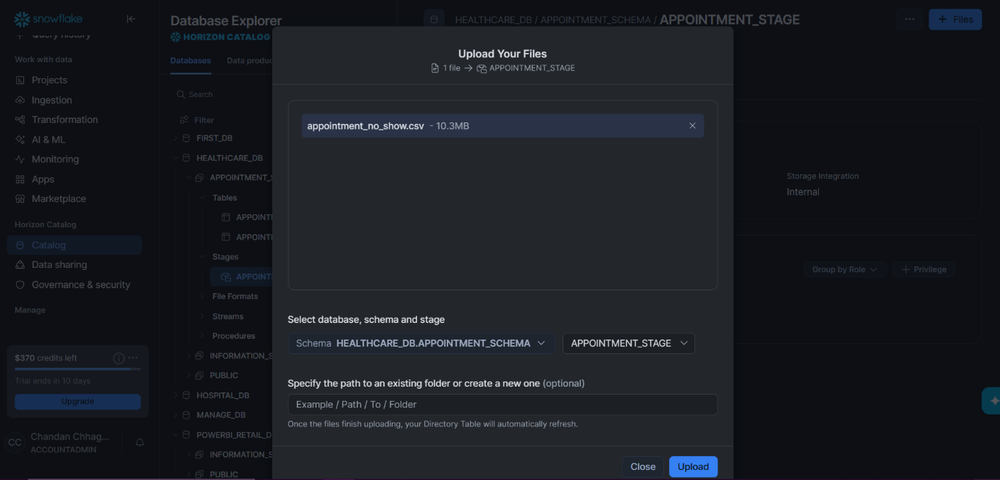 snowflake
Query history
Work with data
Projects
Ingestion
Transformation
AI & ML
Monitoring
Apps
Marketplace
Horizon Catalog
Catalog
Data sharing
Governance & security
Manage
$370 credits left
Trial ends in 10 days
Upgrade
CC
Chandan Chhag...
ACCOUNTADMIN
Database Explorer
HORIZON CATALOG
Databases
Data produc
Search
Filter
FIRST_DB
HEALTHCARE_DB
APPOINTMENT_S
Tables
APPOINTM
APPOINTM
Stages
APPOINTM
File Formats
Streams
Procedures
INFORMATION_S
PUBLIC
HOSPITAL_DB
MANAGE_DB
POWERBI_RETAIL_D
INFORMATION_S
PUBLIC
HEALTHCARE_DB / APPOINTMENT_SCHEMA / APPOINTMENT_STAGE
+ Files
Storage Integration
Internal
Group by Role
+ Privilege
Upload Your Files
1 file → APPOINTMENT_STAGE
appointment_no_show.csv - 10.3MB
Select database, schema and stage
Schema HEALTHCARE_DB.APPOINTMENT_SCHEMA
APPOINTMENT_STAGE
Specify the path to an existing folder or create a new one (optional)
Example / Path / To / Folder
Once the files finish uploading, your Directory Table will automatically refresh.
Close
Upload